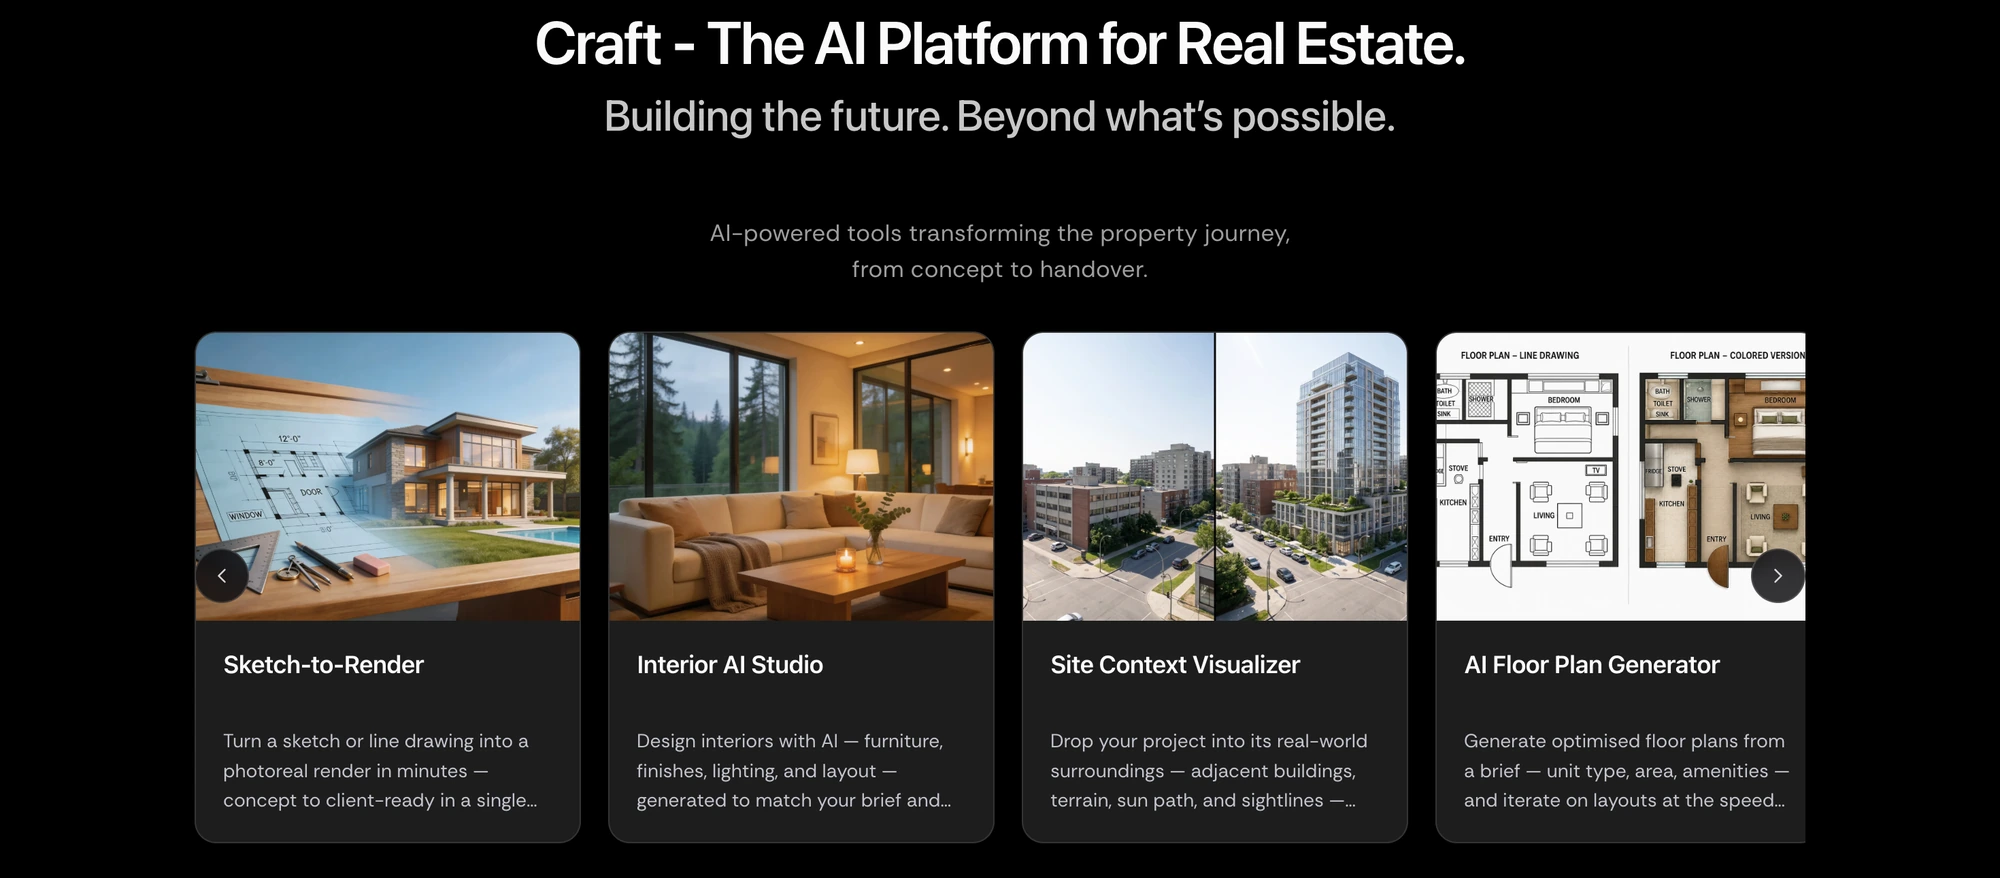 Craft - The AI Platform for Real Estate.
Building the future. Beyond what’s possible.
AI-powered tools transforming the property journey,
from concept to handover.
12'-0"
8'-0"
DOOR
WINDOW
FLOOR PLAN – LINE DRAWING
BATH
TOILET
SINK
SHOWER
BEDROOM
STOVE
TV
KITCHEN
LIVING
ENTRY
FLOOR PLAN – COLORED VERSION
BATH
TOILET
SINK
SHOWER
BEDROOM
FRIDGE
STOVE
KITCHEN
LIVING
ENTRY
Sketch-to-Render
Turn a sketch or line drawing into a
photoreal render in minutes —
concept to client-ready in a single...
Interior AI Studio
Design interiors with AI — furniture,
finishes, lighting, and layout —
generated to match your brief and...
Site Context Visualizer
Drop your project into its real-world
surroundings — adjacent buildings,
terrain, sun path, and sightlines —...
AI Floor Plan Generator
Generate optimised floor plans from
a brief — unit type, area, amenities —
and iterate on layouts at the speed...